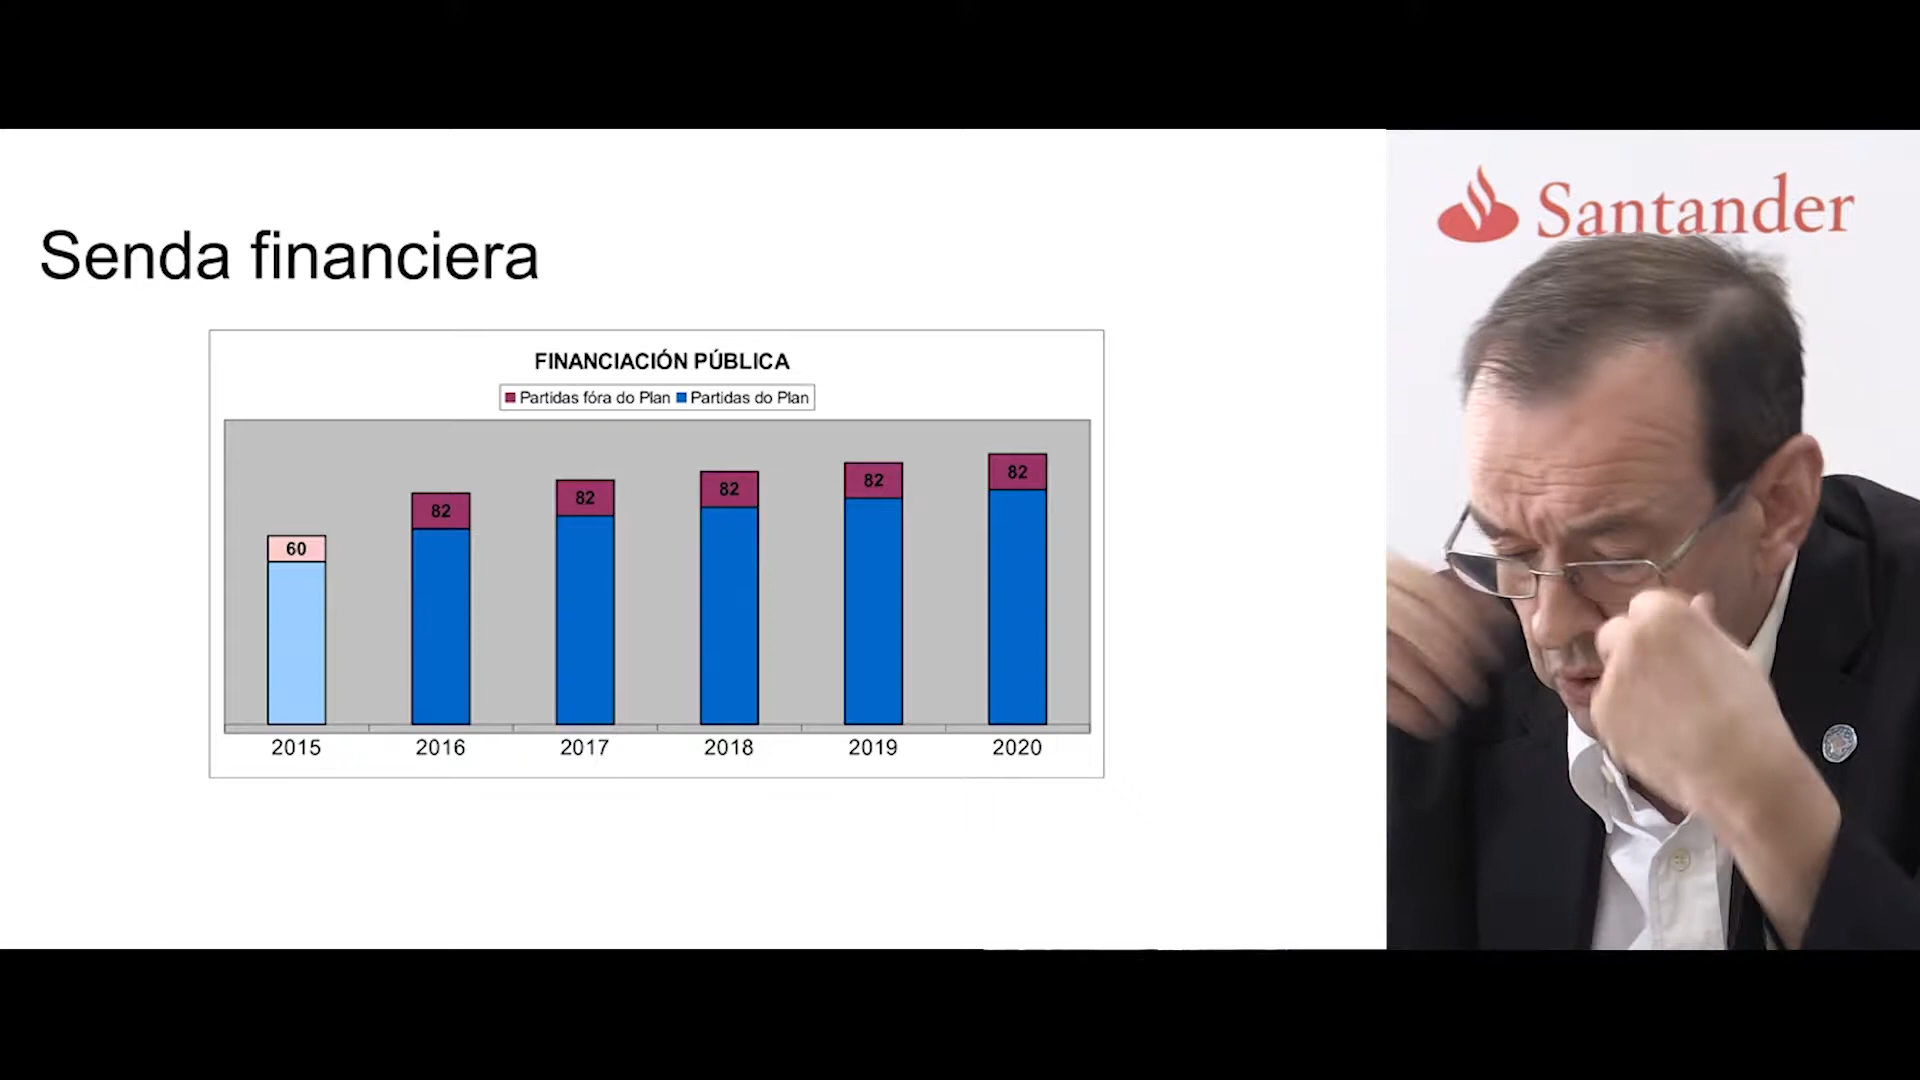 Santander
Senda financiera
FINANCIACIÓN PÚBLICA
Partidas fóra do Plan Partidas do Plan
60 82 82 82 82 82
2015 2016 2017 2018 2019 2020